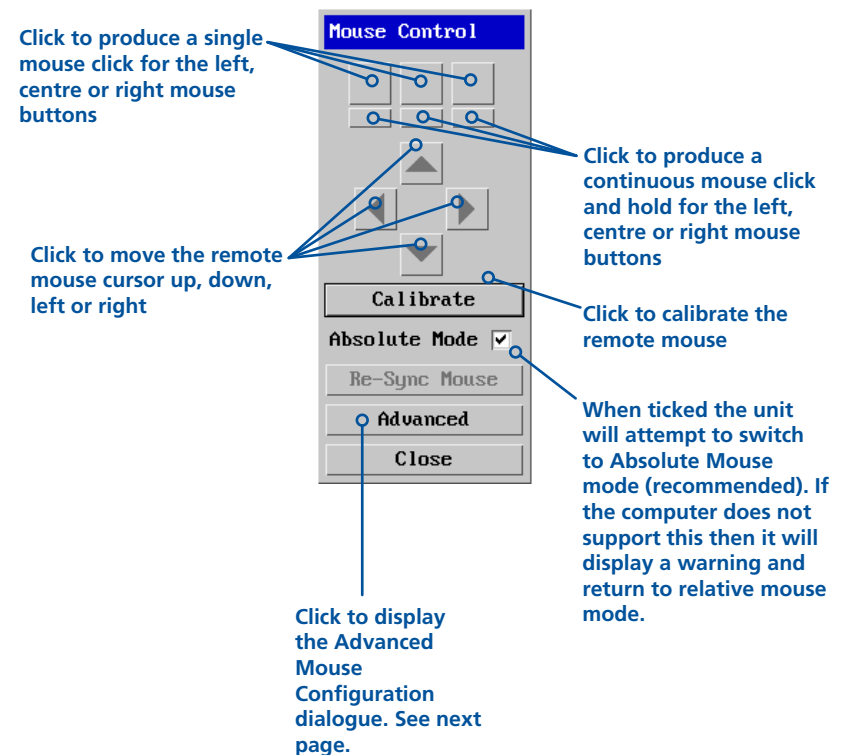 Mouse Control
Click to produce a single
mouse click for the left,
centre or right mouse
buttons
Click to produce a
continuous mouse click
and hold for the left,
centre or right mouse
buttons
Click to move the remote
mouse cursor up, down,
left or right
Calibrate
Click to calibrate the
remote mouse
Absolute Mode
Re-Sync Mouse
Advanced
Close
When ticked the unit
will attempt to switch
to Absolute Mouse
mode (recommended). If
the computer does not
support this then it will
display a warning and
return to relative mouse
mode.
Click to display
the Advanced
Mouse
Configuration
dialogue. See next
page.